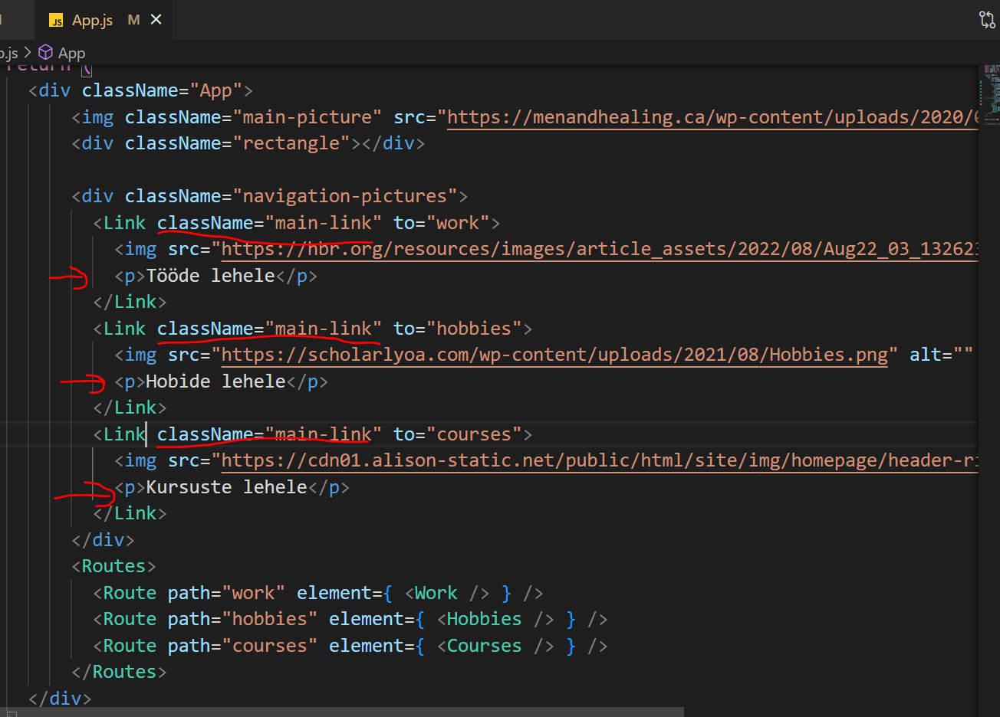 App.js M
.js > App
return (
<div className="App">
<img className="main-picture" src="https://menandhealing.ca/wp-content/uploads/2020/
<div className="rectangle"></div>
<div className="navigation-pictures">
<Link className="main-link" to="work">
<img src="https://hbr.org/resources/images/article_assets/2022/08/Aug22_03_132623
<p>Tööde lehele</p>
</Link>
<Link className="main-link" to="hobbies">
<img src="https://scholarlyoa.com/wp-content/uploads/2021/08/Hobbies.png" alt=""
<p>Hobide lehele</p>
</Link>
<Link className="main-link" to="courses">
<img src="https://cdn01.alison-static.net/public/html/site/img/homepage/header-ri
<p>Kursuste lehele</p>
</Link>
</div>
<Routes>
<Route path="work" element={ <Work /> } />
<Route path="hobbies" element={ <Hobbies /> } />
<Route path="courses" element={ <Courses /> } />
</Routes>
</div>